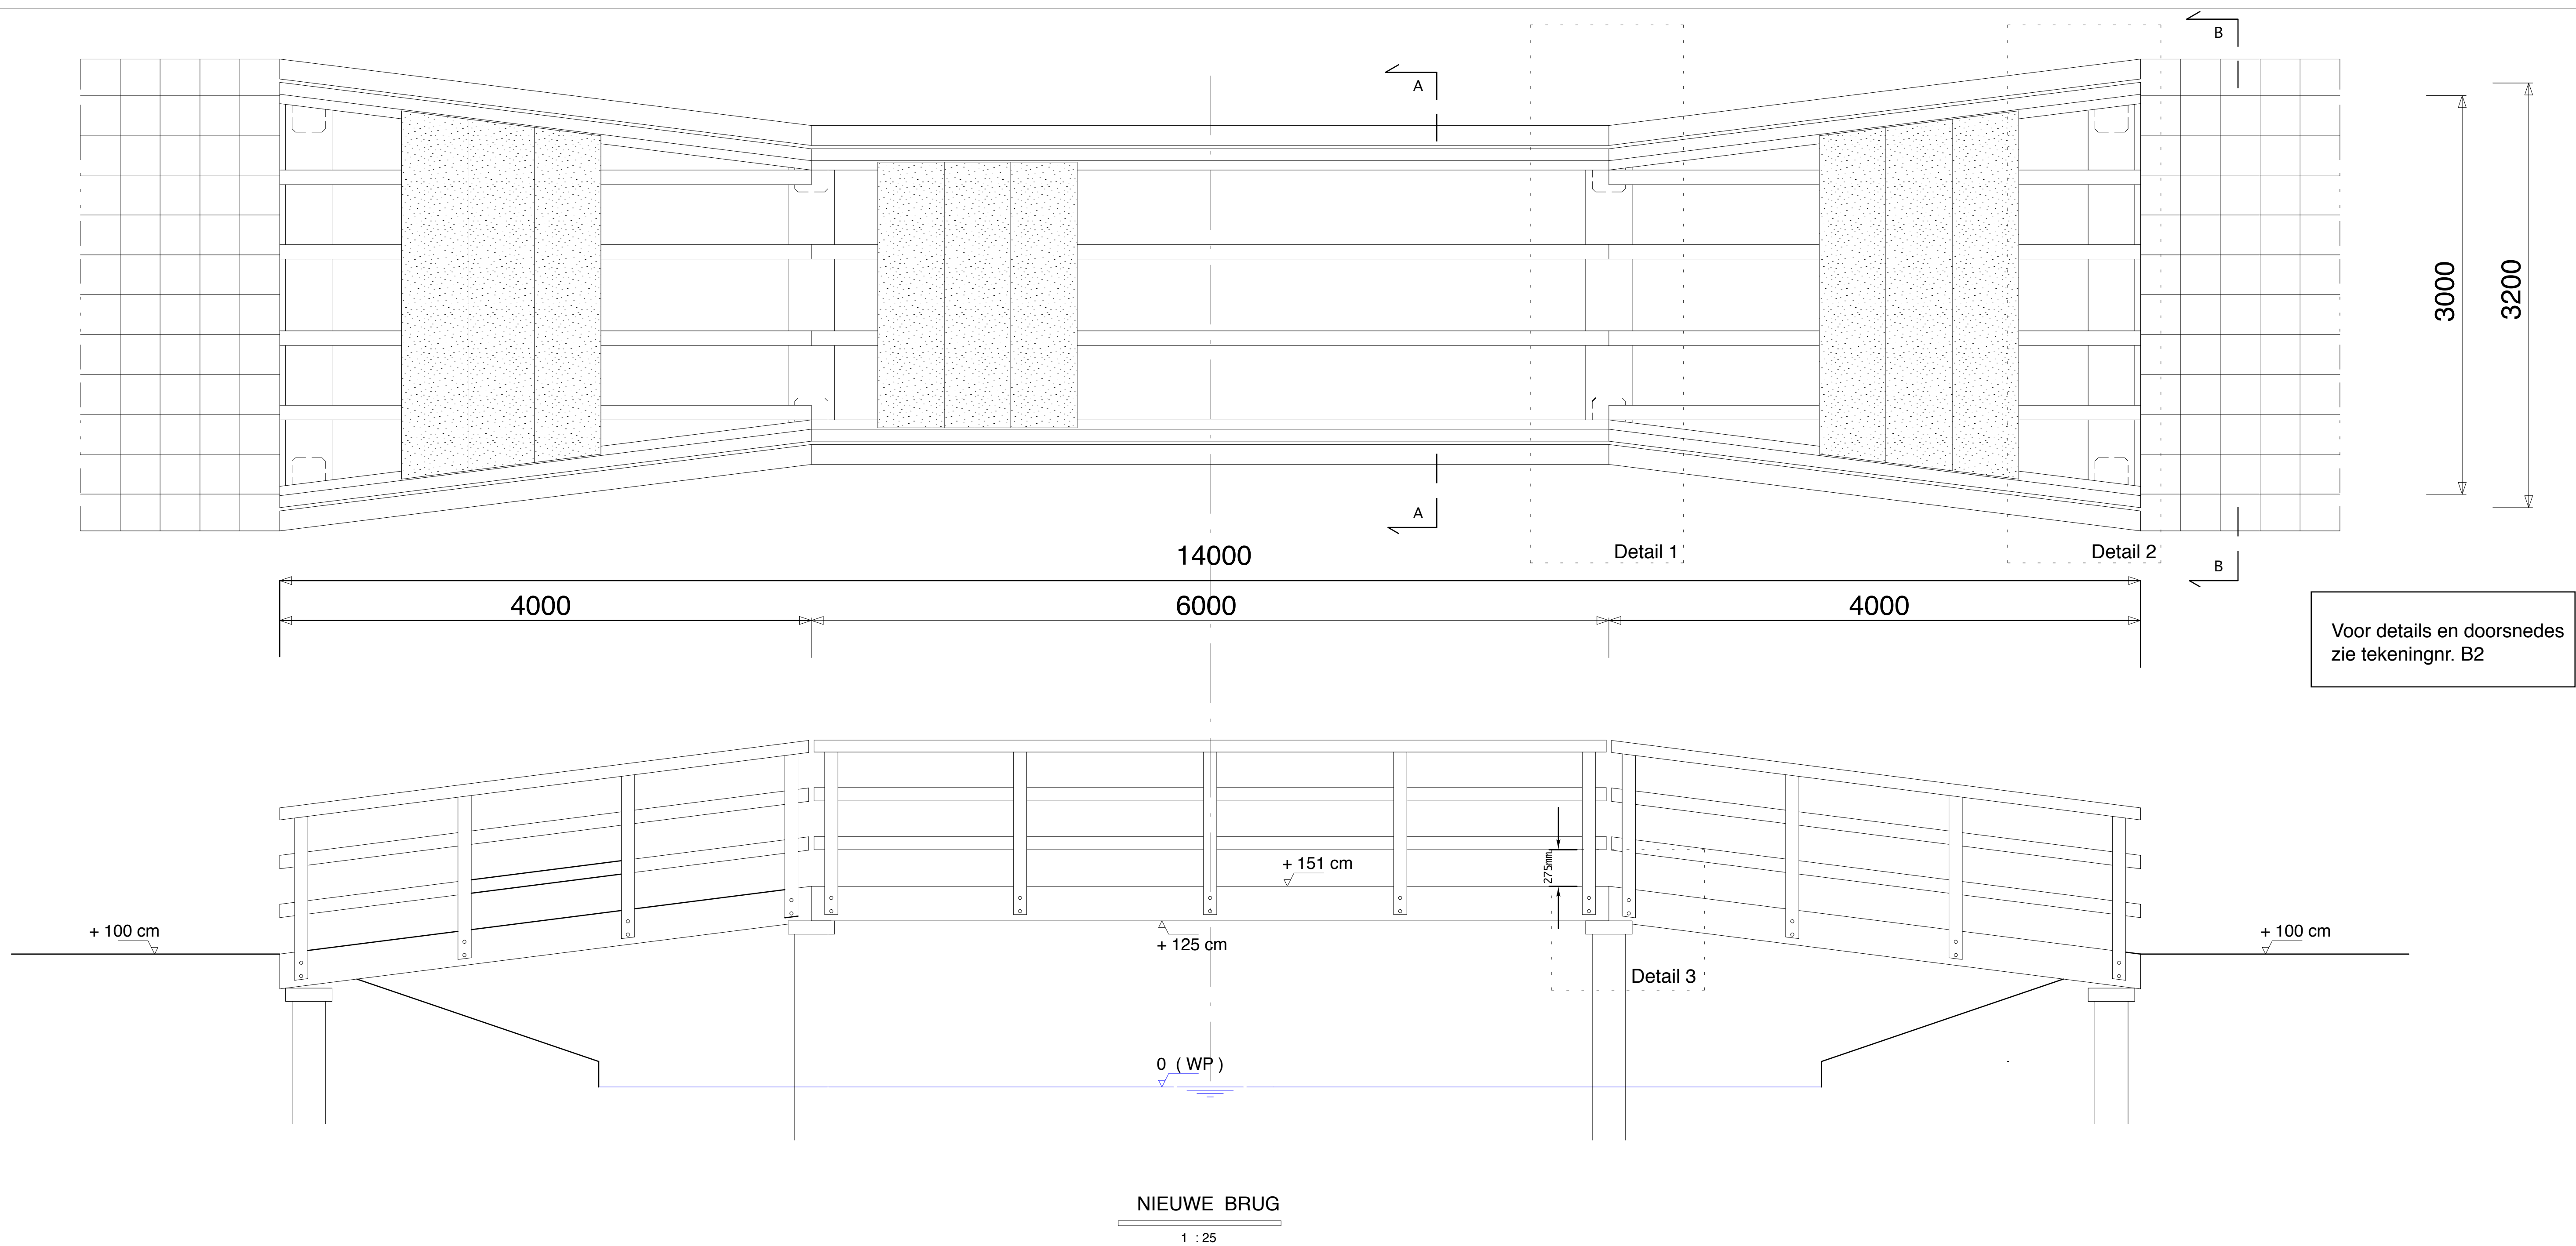 B
A
3000
3200
A
14000
Detail 1
Detail 2
B
4000
6000
4000
Voor details en doorsnedes
zie tekeningnr. B2
+ 151 cm
275mm
+ 100 cm
+ 125 cm
+ 100 cm
Detail 3
0 ( WP )
NIEUWE BRUG
1 : 25